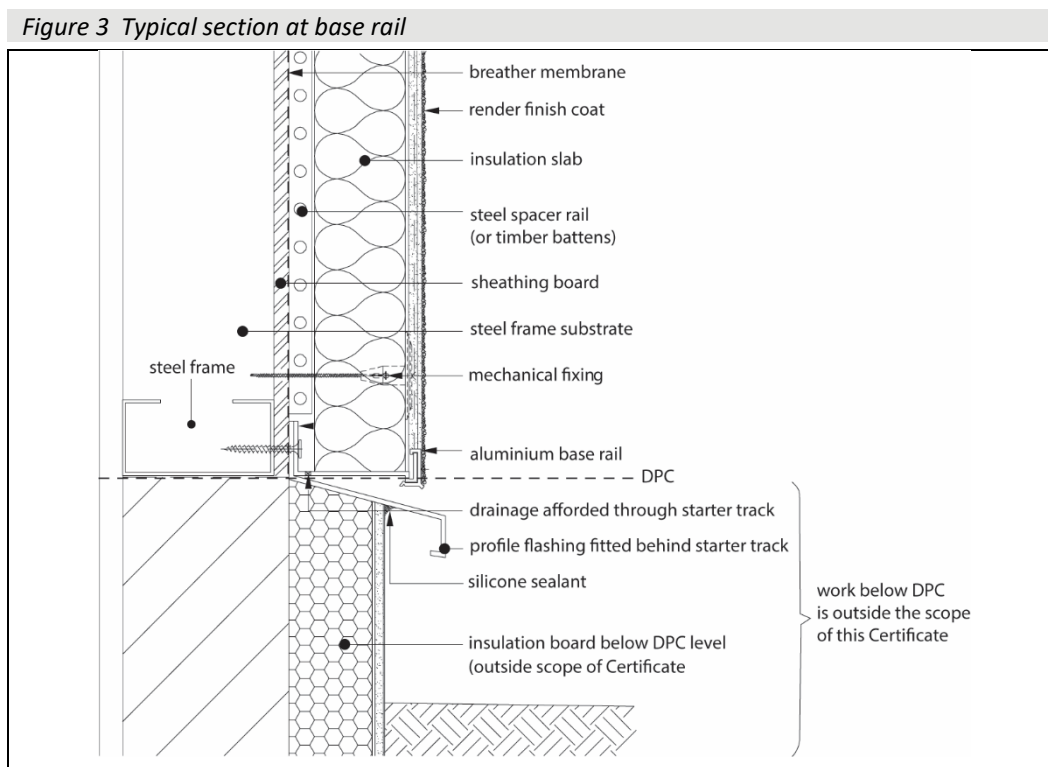 Figure 3  Typical section at base rail
breather membrane
render finish coat
insulation slab
steel spacer rail
(or timber battens)
sheathing board
steel frame substrate
steel frame
mechanical fixing
aluminium base rail
DPC
drainage afforded through starter track
profile flashing fitted behind starter track
silicone sealant
work below DPC
is outside the scope
of this Certificate
insulation board below DPC level
(outside scope of Certificate